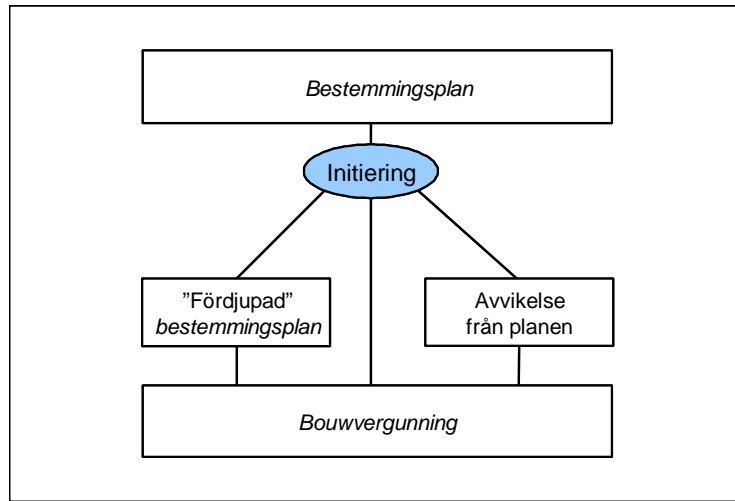 Bestemmingsplan
Initiering
”Fördjupad”
bestemmingsplan
Avvikelse
från planen
Bouwvergunning